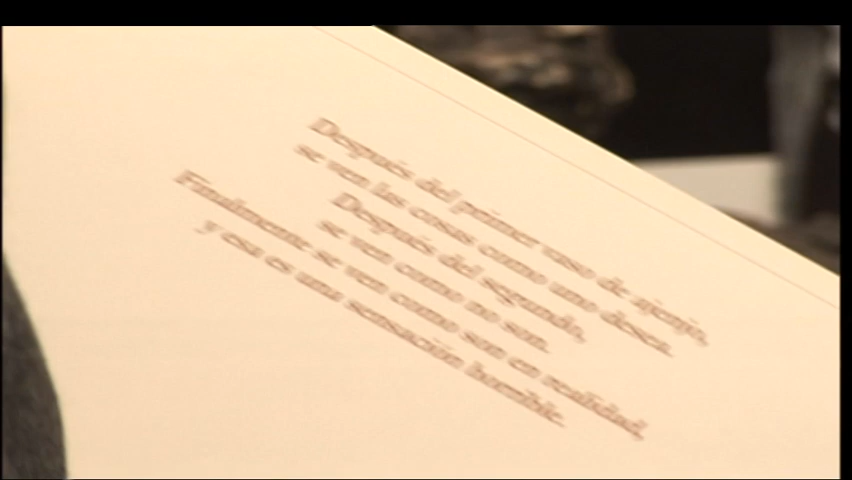 Después del primer vaso de ajenjo,
se ven las cosas como uno desea.
Después del segundo,
se ven como no son.
Finalmente se ven como son en realidad,
y esa es una sensación horrible.